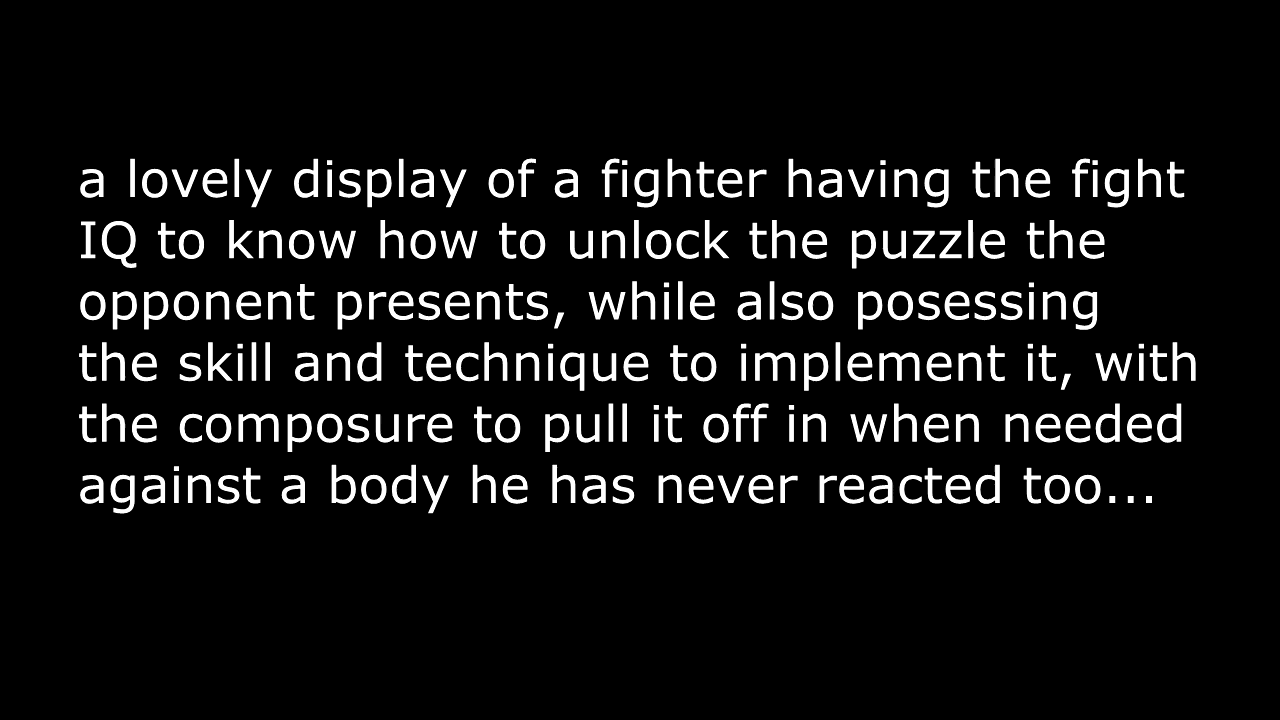 a lovely display of a fighter having the fight
IQ to know how to unlock the puzzle the
opponent presents, while also posessing
the skill and technique to implement it, with
the composure to pull it off in when needed
against a body he has never reacted too...